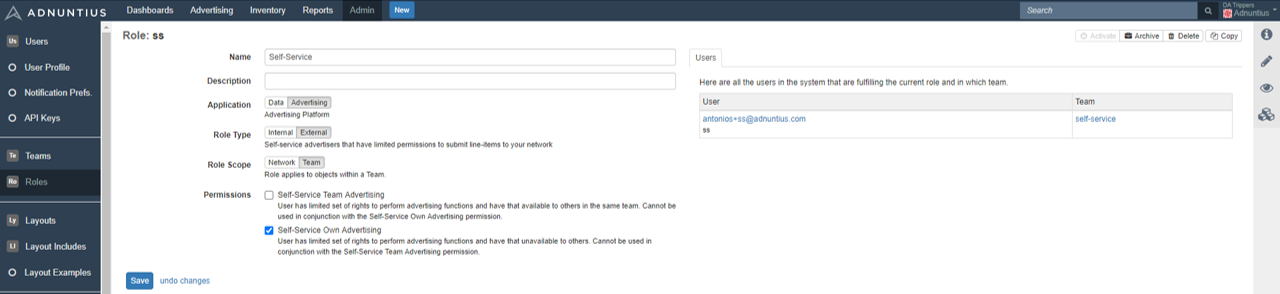 ADNUNTIUS
Dashboards Advertising Inventory Reports Admin New
Search
DA Trippers
Adnuntius
Us Users
User Profile
Notification Prefs.
API Keys
Te Teams
Ro Roles
Ly Layouts
LI Layout Includes
Layout Examples
Role: ss
Activate Archive Delete Copy
Name Self-Service
Description
Application Data Advertising
Advertising Platform
Role Type Internal External
Self-service advertisers that have limited permissions to submit line-items to your network
Role Scope Network Team
Role applies to objects within a Team.
Permissions Self-Service Team Advertising
User has limited set of rights to perform advertising functions and have that available to others in the same team. Cannot be
used in conjunction with the Self-Service Own Advertising permission.
Self-Service Own Advertising
User has limited set of rights to perform advertising functions and have that unavailable to others. Cannot be used in
conjunction with the Self-Service Team Advertising permission.
Save undo changes
Users
Here are all the users in the system that are fulfilling the current role and in which team.
User Team
antonios+ss@adnuntius.com self-service
ss